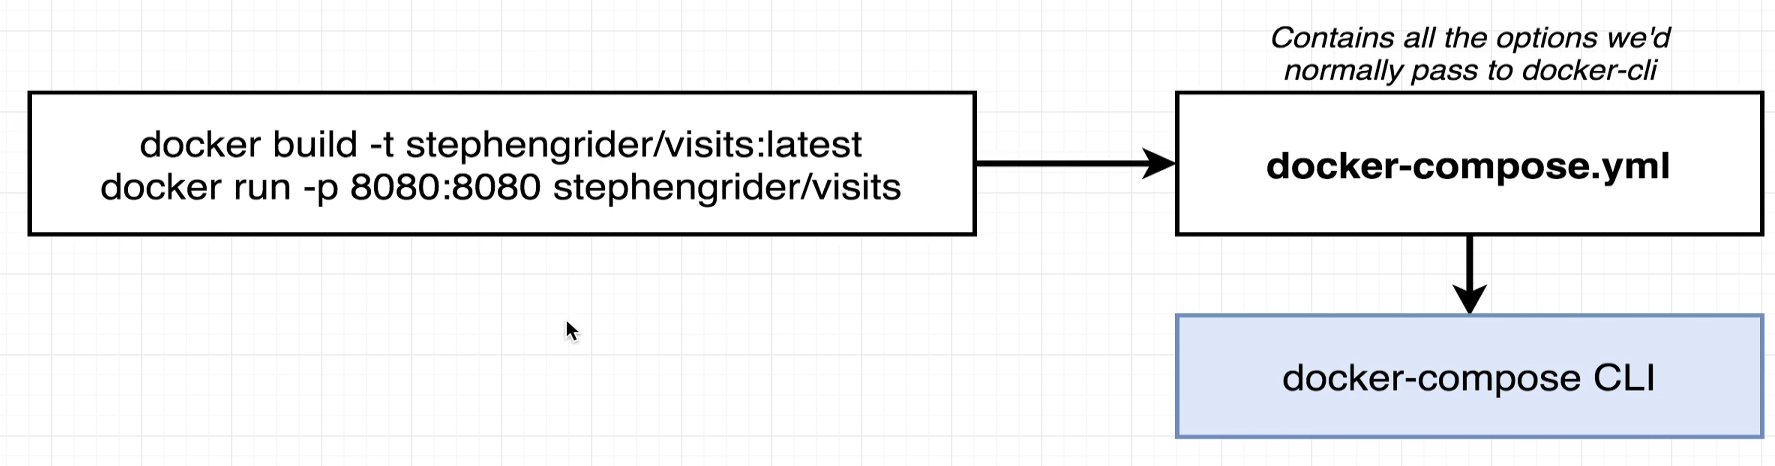 Contains all the options we'd
normally pass to docker-cli
docker build -t stephengrider/visits:latest
docker run -p 8080:8080 stephengrider/visits
docker-compose.yml
docker-compose CLI